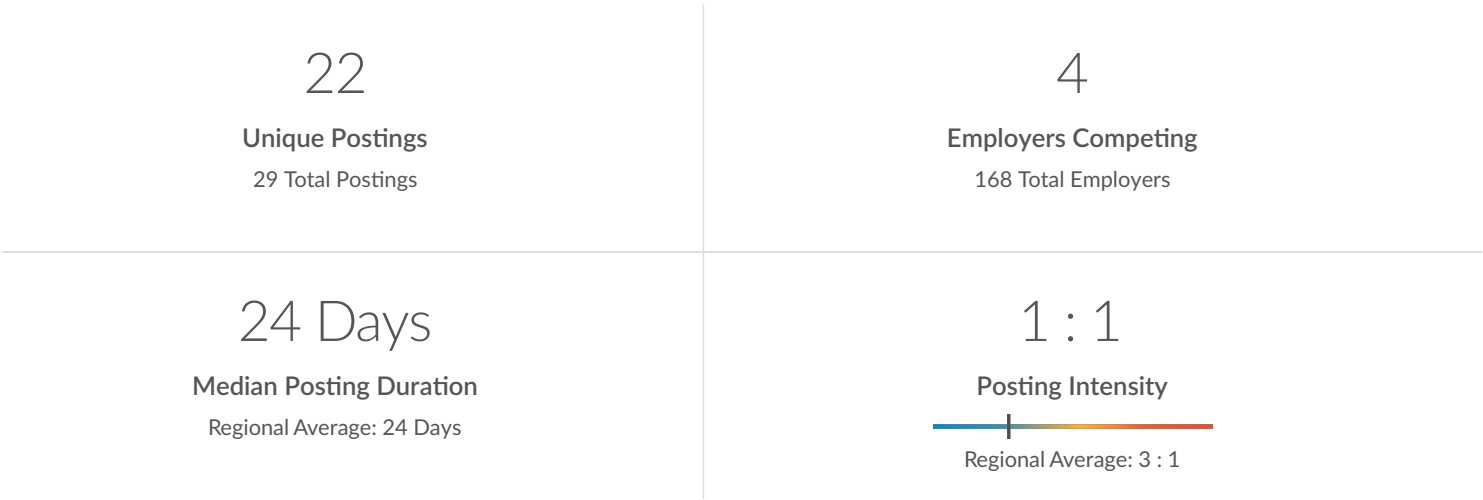 22
Unique Postings
29 Total Postings
4
Employers Competing
168 Total Employers
24 Days
Median Posting Duration
Regional Average: 24 Days
1 : 1
Posting Intensity
Regional Average: 3 : 1